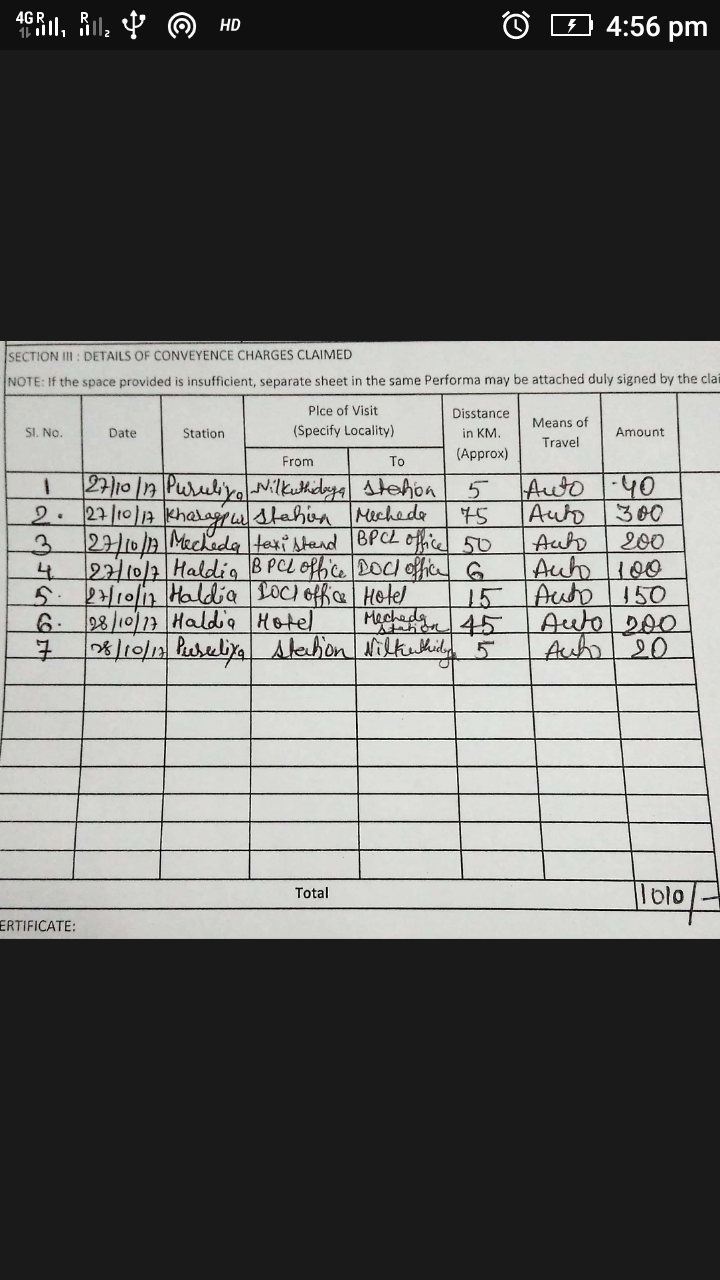 4G R 1 R 2 HD 4:56 pm
SECTION III : DETAILS OF CONVEYENCE CHARGES CLAIMED
NOTE: If the space provided is insufficient, separate sheet in the same Performa may be attached duly signed by the clai
Sl. No. Date Station Plce of Visit (Specify Locality) Disstance in KM. (Approx) Means of Travel Amount
From To
1 27/10/17 Puruliya Nilkuthidaga Station 5 Auto 40
2. 27/10/17 Kharagpur Station Mecheda 75 Auto 300
3 27/10/17 Mecheda taxi stand BPCL office 50 Auto 200
4 27/10/17 Haldia BPCL office IOCl office 6 Auto 100
5. 27/10/17 Haldia IOCl office Hotel 15 Auto 150
6. 28/10/17 Haldia Hotel Mecheda station 45 Auto 200
7 28/10/17 Puruliya Station 5 Auto 20
Total 1010/-
ERTIFICATE: